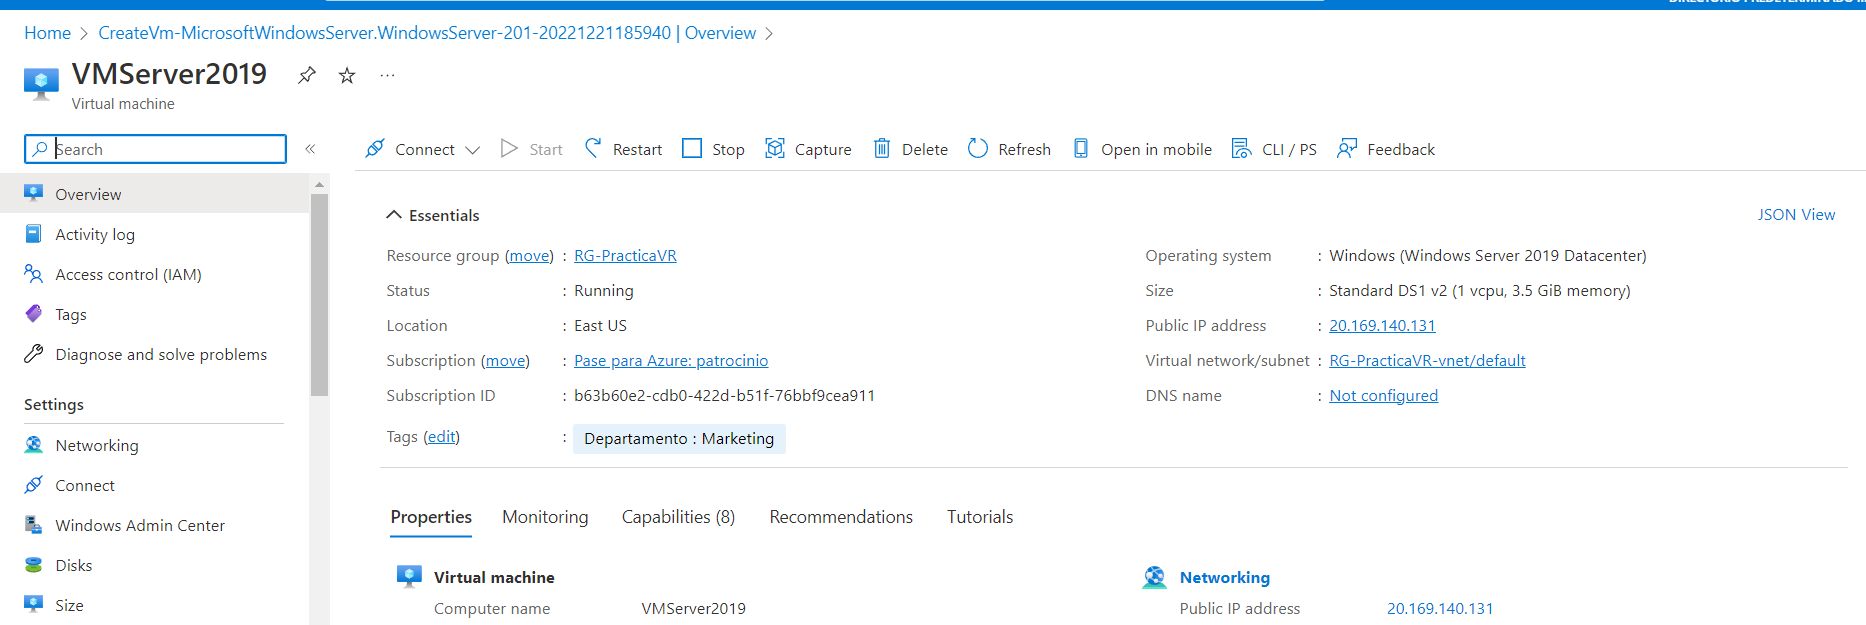 Home > CreateVm-MicrosoftWindowsServer.WindowsServer-201-20221221185940 | Overview >
VMServer2019
Virtual machine
Search
Connect Start Restart Stop Capture Delete Refresh Open in mobile CLI / PS Feedback
Overview
Activity log
Access control (IAM)
Tags
Diagnose and solve problems
Settings
Networking
Connect
Windows Admin Center
Disks
Size
Essentials
JSON View
Resource group (move) : RG-PracticaVR
Status : Running
Location : East US
Subscription (move) : Pase para Azure: patrocinio
Subscription ID : b63b60e2-cdb0-422d-b51f-76bbf9cea911
Tags (edit) : Departamento : Marketing
Operating system : Windows (Windows Server 2019 Datacenter)
Size : Standard DS1 v2 (1 vcpu, 3.5 GiB memory)
Public IP address : 20.169.140.131
Virtual network/subnet : RG-PracticaVR-vnet/default
DNS name : Not configured
Properties Monitoring Capabilities (8) Recommendations Tutorials
Virtual machine
Computer name VMServer2019
Networking
Public IP address 20.169.140.131